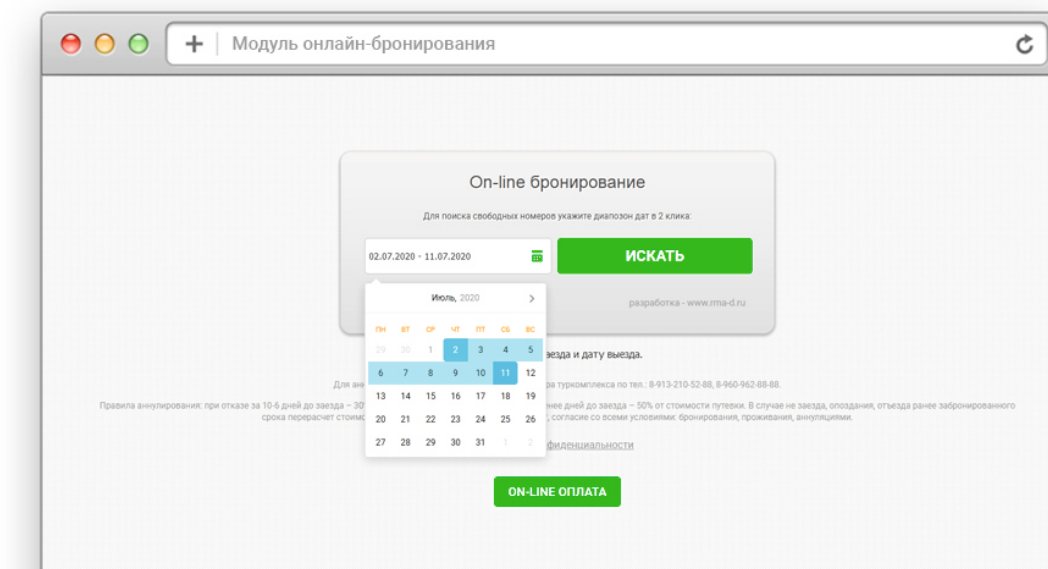 + | Модуль онлайн-бронирования
On-line бронирование
Для поиска свободных номеров укажите диапозон дат в 2 клика:
02.07.2020 - 11.07.2020
ИСКАТЬ
Июль, 2020 >
разработка - www.rma-d.ru
ПН ВТ СР ЧТ ПТ СБ ВС
29 30 1 2 3 4 5
заезда и дату выезда.
6 7 8 9 10 11 12
Для ан
ра туркомплекса по тел.: 8-913-210-52-88, 8-960-962-88-88.
13 14 15 16 17 18 19
Правила аннулирования: при отказе за 10-6 дней до заезда – 30
нее дней до заезда – 50% от стоимости путевки. В случае не заезда, опоздания, отъезда ранее забронированного
20 21 22 23 24 25 26
срока перерасчет стоимос
, согласие со всеми условиями: бронирования, проживания, аннуляциями.
27 28 29 30 31 1 2
фиденциальности
ON-LINE ОПЛАТА